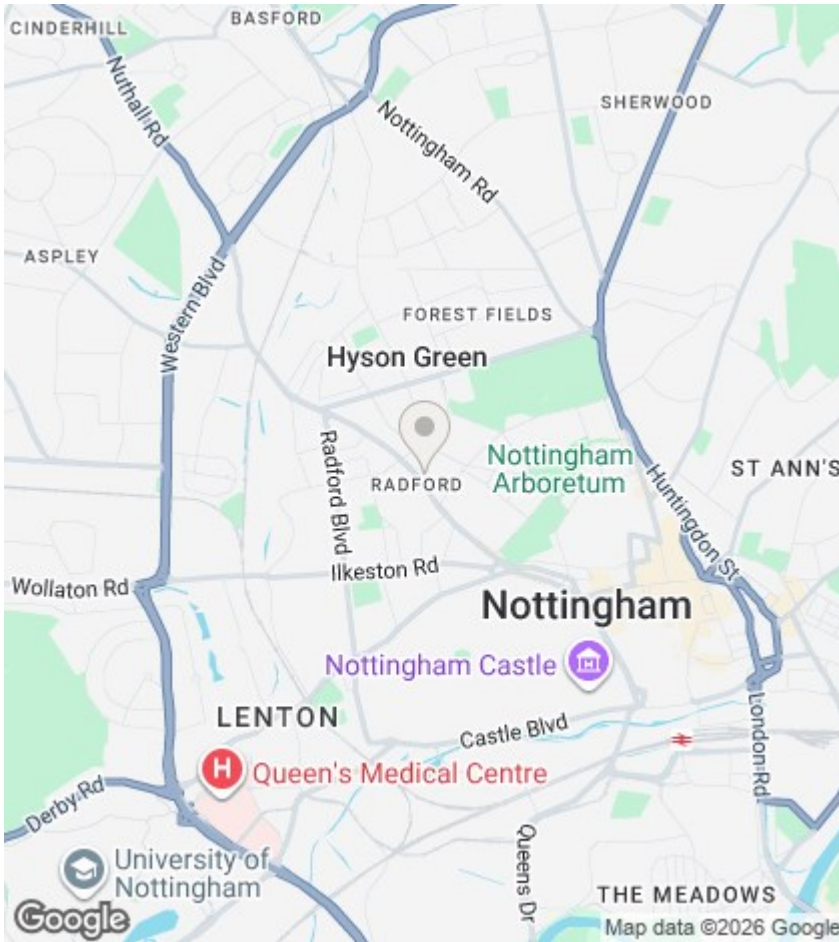 CINDERHILL
BASFORD
Nuthall Rd
Nottingham Rd
SHERWOOD
ASPLEY
Western Blvd
FOREST FIELDS
Hyson Green
Radford Blvd
RADFORD
Nottingham
Arboretum
Huntingdon St
ST ANN'S
Ilkeston Rd
Wollaton Rd
Nottingham
Nottingham Castle
LENTON
Castle Blvd
London Rd
H
Queen's Medical Centre
Derby Rd
Queens Dr
University of
Nottingham
THE MEADOWS
Google
Map data ©2026 Google